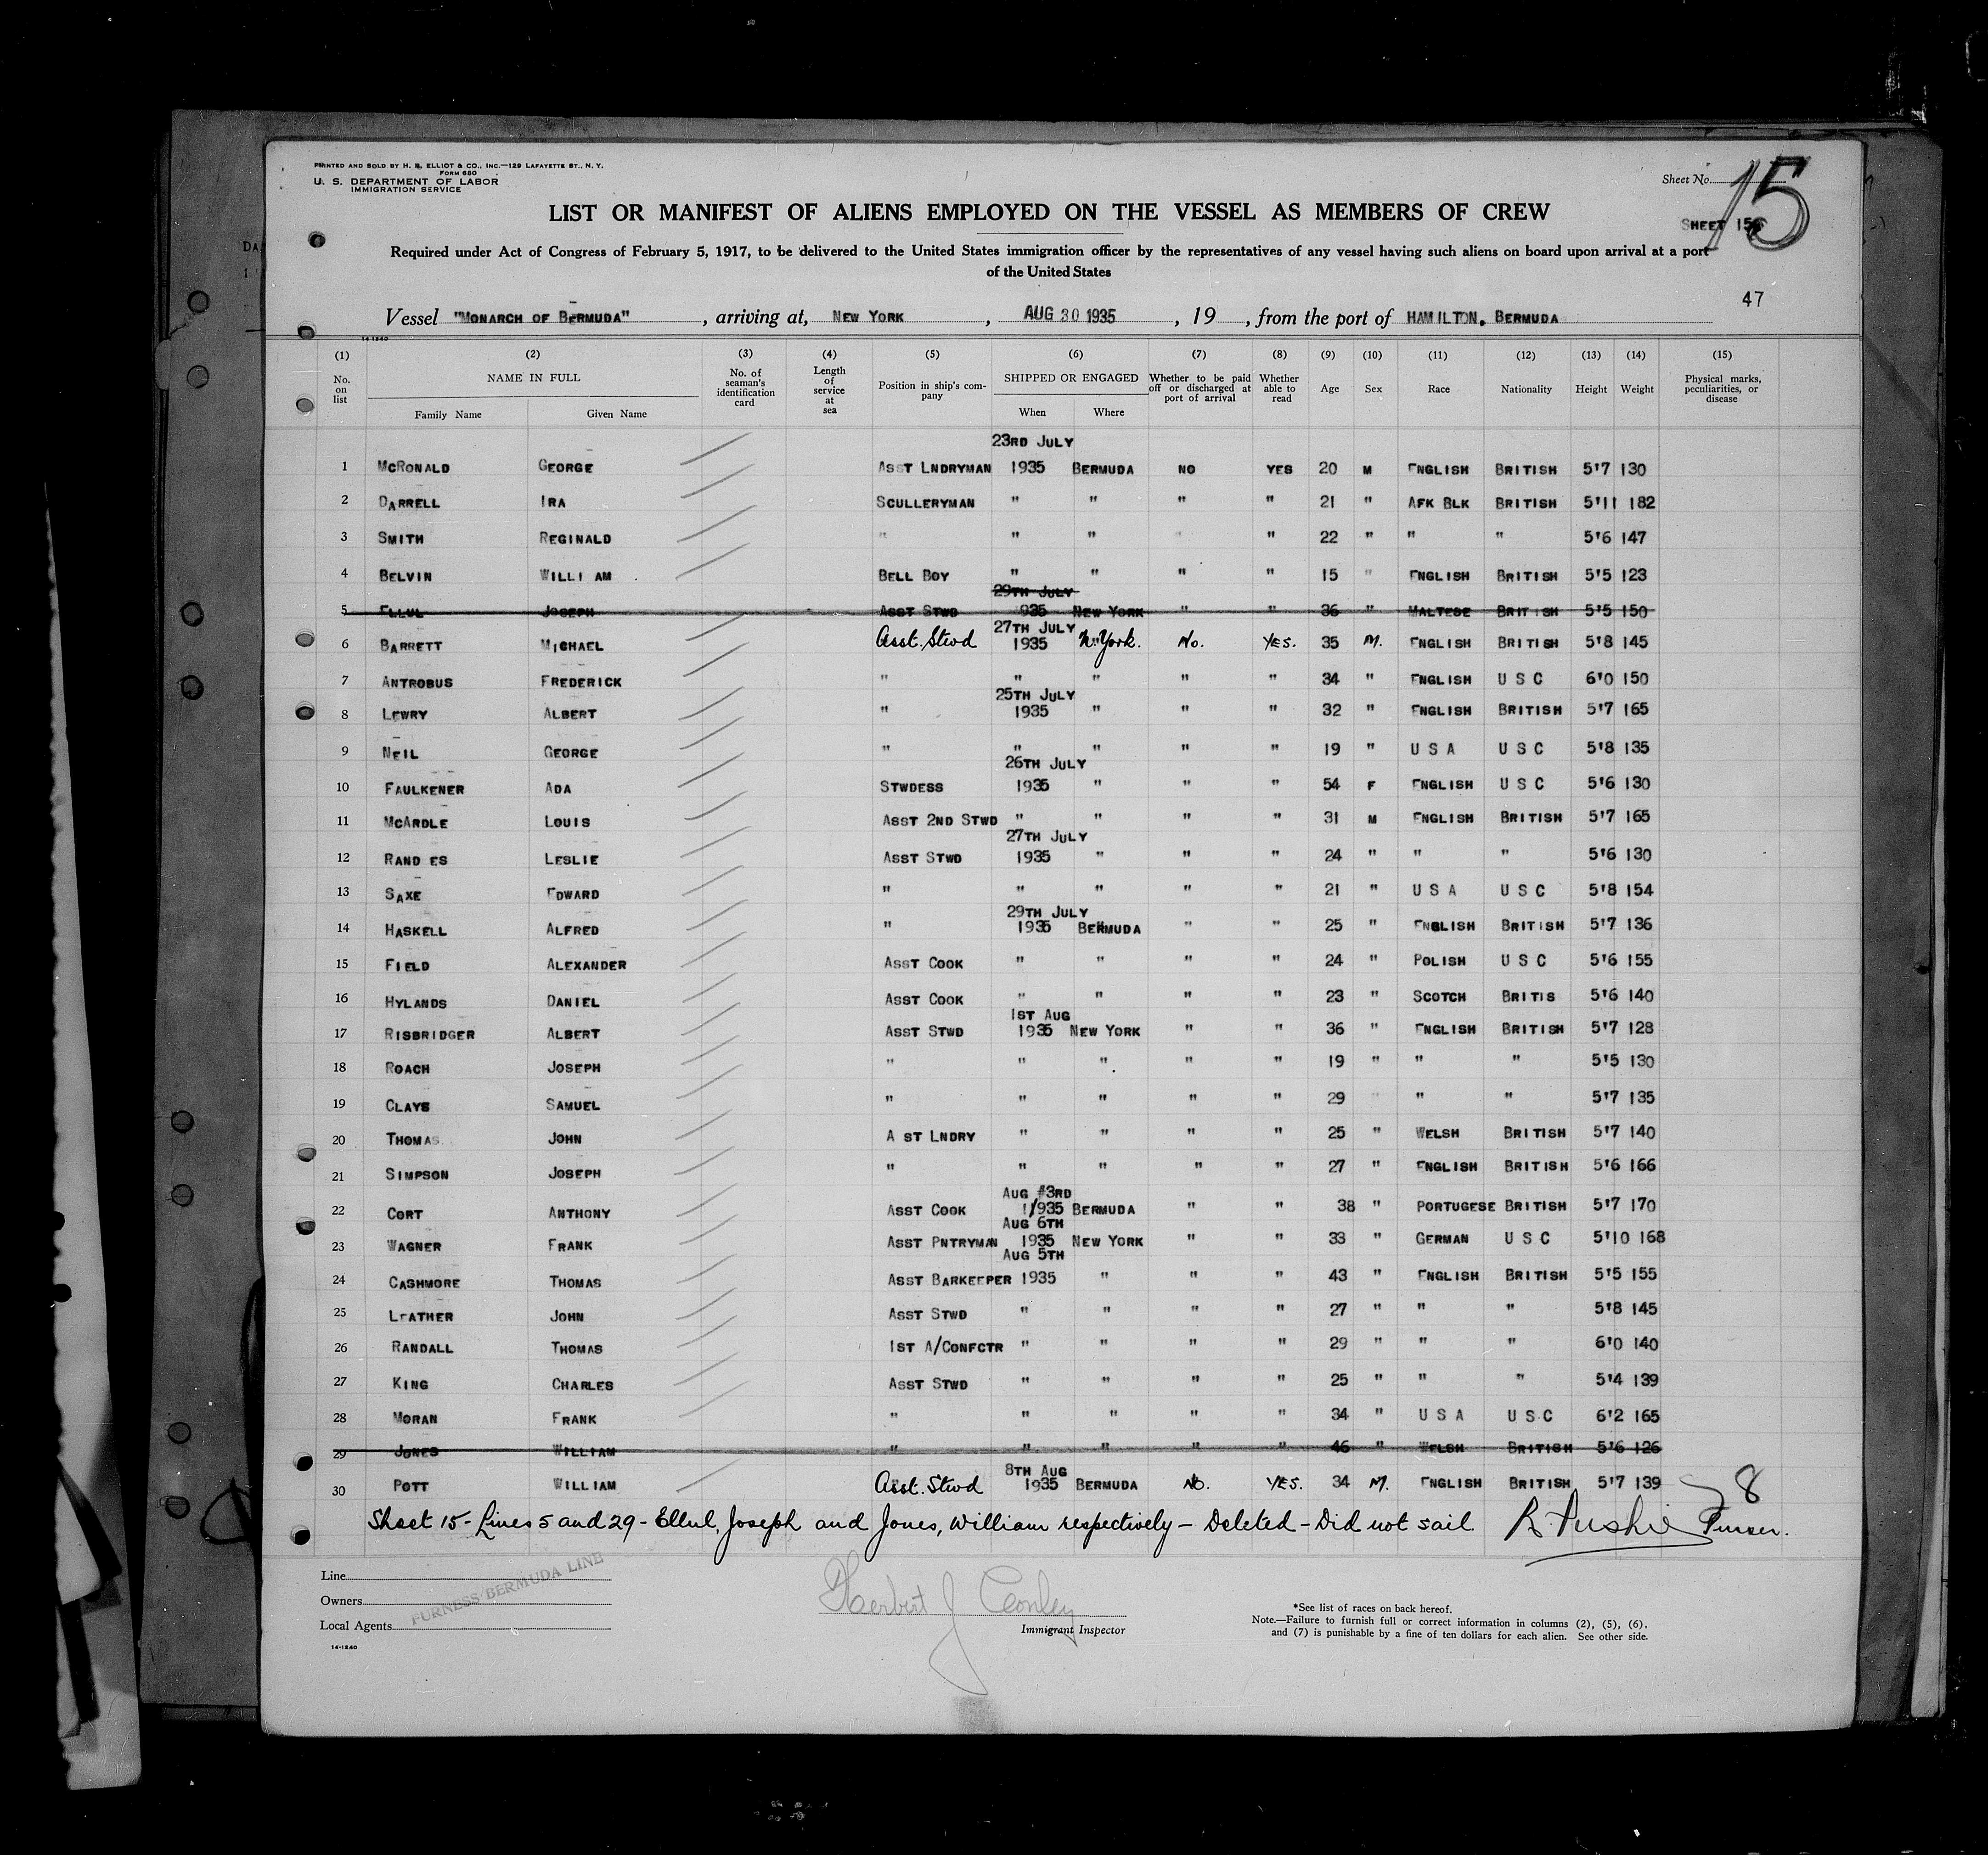 PRINTED AND SOLD BY H. B. ELLIOT & CO., INC.—129 LAFAYETTE ST., N. Y.
FORM 680
U. S. DEPARTMENT OF LABOR
IMMIGRATION SERVICE
Sheet No. 15
SHEET 15
LIST OR MANIFEST OF ALIENS EMPLOYED ON THE VESSEL AS MEMBERS OF CREW
Required under Act of Congress of February 5, 1917, to be delivered to the United States immigration officer by the representatives of any vessel having such aliens on board upon arrival at a port
of the United States
47
Vessel "MONARCH OF BERMUDA", arriving at, NEW YORK, AUG 30 1935, 19 , from the port of HAMILTON, BERMUDA
14-1240
(1) (2) (3) (4) (5) (6) (7) (8) (9) (10) (11) (12) (13) (14) (15)
No. on list NAME IN FULL Family Name Given Name No. of seaman's identification card Length of service at sea Position in ship's company SHIPPED OR ENGAGED When Where Whether to be paid off or discharged at port of arrival Whether able to read Age Sex Race Nationality Height Weight Physical marks, peculiarities, or disease
23RD JULY
1 MCRONALD GEORGE ASST LNDRYMAN 1935 BERMUDA NO YES 20 M ENGLISH BRITISH 5'7 130
2 DARRELL IRA SCULLERYMAN " " " " 21 " AFK BLK BRITISH 5'11 182
3 SMITH REGINALD " " " " " 22 " " " 5'6 147
4 BELVIN WILLI AM BELL BOY " " " " 15 " ENGLISH BRITISH 5'5 123
29TH JULY
5 ELLUL JOSEPH ASST STWD 1935 NEW YORK " " 36 " MALTESE BRITISH 5'5 150
27TH JULY
6 BARRETT MICHAEL Asst. Stwd 1935 N. York. No. YES. 35 M. ENGLISH BRITISH 5'8 145
7 ANTROBUS FREDERICK " " " " " 34 " ENGLISH U S C 6'0 150
25TH JULY
8 LEWRY ALBERT " 1935 " " " 32 " ENGLISH BRITISH 5'7 165
9 NEIL GEORGE " " " " " 19 " U S A U S C 5'8 135
26TH JULY
10 FAULKENER ADA STWDESS 1935 " " " 54 F ENGLISH U S C 5'6 130
11 MCARDLE LOUIS ASST 2ND STWD " " " " 31 M ENGLISH BRITISH 5'7 165
27TH JULY
12 RAND ES LESLIE ASST STWD 1935 " " " 24 " " " 5'6 130
13 SAXE EDWARD " " " " " 21 " U S A U S C 5'8 154
29TH JULY
14 HASKELL ALFRED " 1935 BERMUDA " " 25 " ENGLISH BRITISH 5'7 136
15 FIELD ALEXANDER ASST COOK " " " " 24 " POLISH U S C 5'6 155
16 HYLANDS DANIEL ASST COOK " " " " 23 " SCOTCH BRITIS 5'6 140
1ST AUG
17 RISBRIDGER ALBERT ASST STWD 1935 NEW YORK " " 36 " ENGLISH BRITISH 5'7 128
18 ROACH JOSEPH " " " " " 19 " " " 5'5 130
19 CLAYS SAMUEL " " " " " 29 " " " 5'7 135
20 THOMAS JOHN A ST LNDRY " " " " 25 " WELSH BRITISH 5'7 140
21 SIMPSON JOSEPH " " " " " 27 " ENGLISH BRITISH 5'6 166
AUG 3RD
22 CORT ANTHONY ASST COOK 1935 BERMUDA " " 38 " PORTUGESE BRITISH 5'7 170
AUG 6TH
23 WAGNER FRANK ASST PNTRYMAN 1935 NEW YORK " " 33 " GERMAN U S C 5'10 168
AUG 5TH
24 CASHMORE THOMAS ASST BARKEEPER 1935 " " " 43 " ENGLISH BRITISH 5'5 155
25 LEATHER JOHN ASST STWD " " " " 27 " " " 5'8 145
26 RANDALL THOMAS 1ST A/CONFCTR " " " " 29 " " " 6'0 140
27 KING CHARLES ASST STWD " " " " 25 " " " 5'4 139
28 MORAN FRANK " " " " " 34 " U S A U S C 6'2 165
29 JONES WILLIAM " " " " " 46 " WELSH BRITISH 5'6 126
8TH AUG
30 POTT WILLIAM Asst. Stwd 1935 BERMUDA NO. YES. 34 M. ENGLISH BRITISH 5'7 139 8
Sheet 15 - Lines 5 and 29 - Ellul, Joseph and Jones, William respectively — Deleted — Did not sail Purser.
Line
Owners
Local Agents
FURNESS BERMUDA LINE
14-1240
Herbert J Conley
Immigrant Inspector
*See list of races on back hereof.
Note.—Failure to furnish full or correct information in columns (2), (5), (6),
and (7) is punishable by a fine of ten dollars for each alien. See other side.